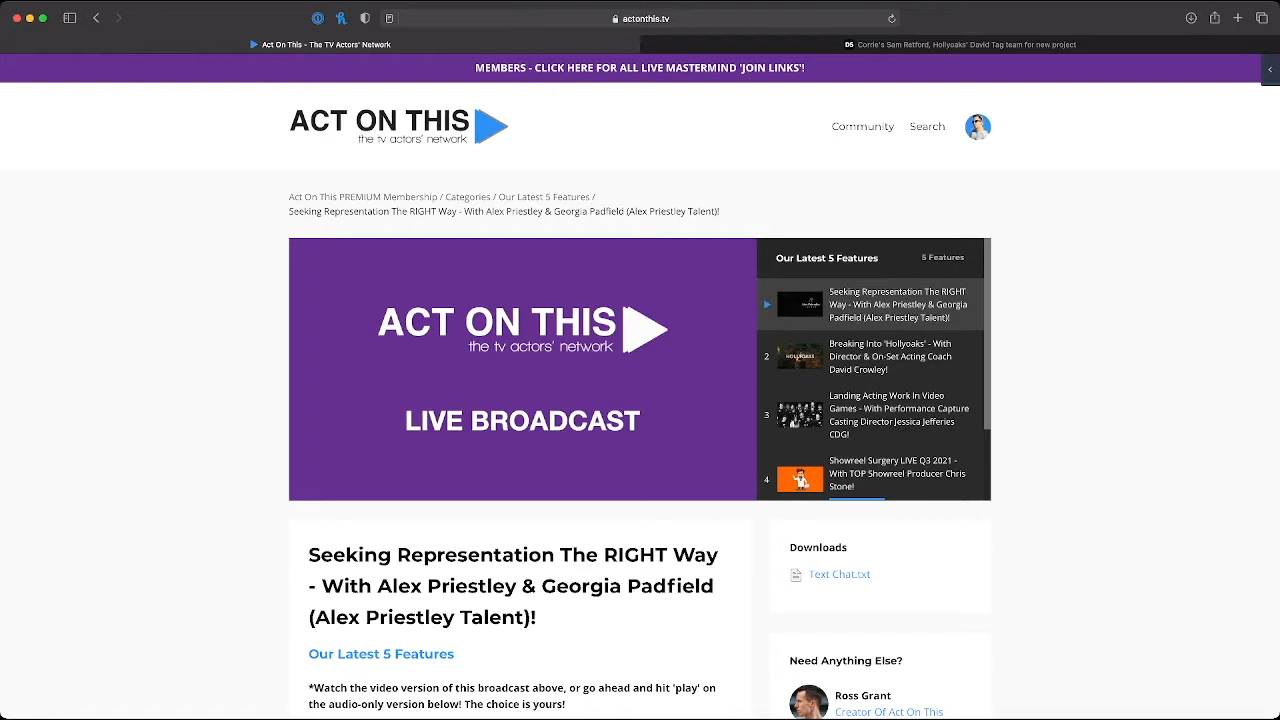 actonthis.tv
Act On This - The TV Actors' Network
DS Corrie's Sam Retford, Hollyoaks' David Tag team for new project
MEMBERS - CLICK HERE FOR ALL LIVE MASTERMIND 'JOIN LINKS'!
ACT ON THIS
the tv actors' network
Community
Search
Act On This PREMIUM Membership / Categories / Our Latest 5 Features /
Seeking Representation The RIGHT Way - With Alex Priestley & Georgia Padfield (Alex Priestley Talent)!
ACT ON THIS
the tv actors' network
LIVE BROADCAST
Our Latest 5 Features
5 Features
Seeking Representation The RIGHT
Way - With Alex Priestley & Georgia
Padfield (Alex Priestley Talent)!
2
HOLLYOAKS
Breaking Into 'Hollyoaks' - With
Director & On-Set Acting Coach
David Crowley!
3
Landing Acting Work In Video
Games - With Performance Capture
Casting Director Jessica Jefferies
CDG!
4
Showreel Surgery LIVE Q3 2021 -
With TOP Showreel Producer Chris
Stone!
Seeking Representation The RIGHT Way
- With Alex Priestley & Georgia Padfield
(Alex Priestley Talent)!
Our Latest 5 Features
*Watch the video version of this broadcast above, or go ahead and hit 'play' on
the audio-only version below! The choice is yours!
Downloads
Text Chat.txt
Need Anything Else?
Ross Grant
Creator Of Act On This